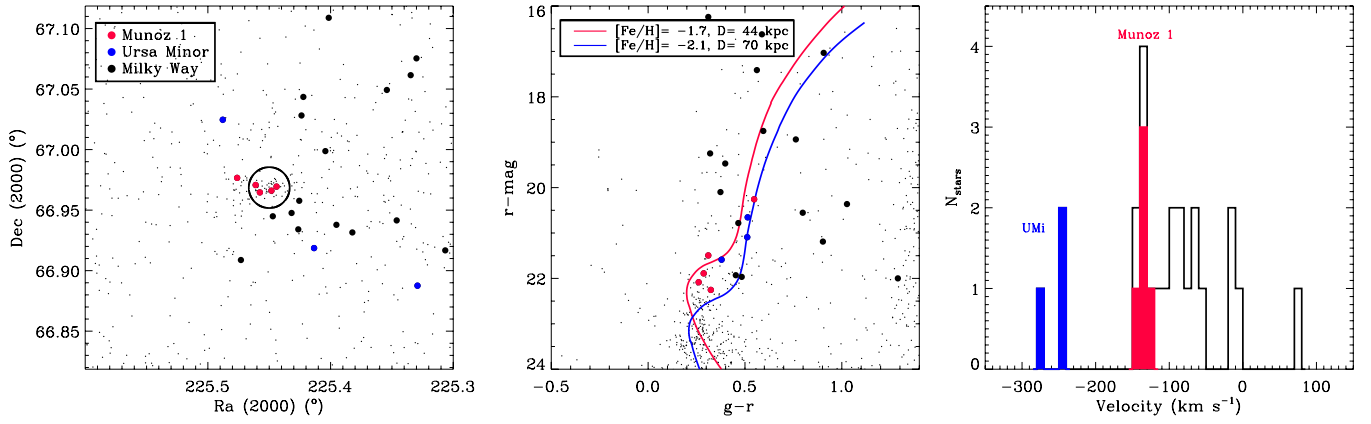 67.10
67.05
67.00
66.95
66.90
66.85
Dec (2000) (°)
Munoz 1
Ursa Minor
Milky Way
225.5
225.4
225.3
Ra (2000) (°)
16
18
20
22
24
r-mag
[Fe/H]= -1.7, D= 44 kpc
[Fe/H]= -2.1, D= 70 kpc
-0.5
0.0
0.5
1.0
g-r
4
3
2
1
0
N_stars
Munoz 1
UMi
-300
-200
-100
0
100
Velocity (km s⁻¹)